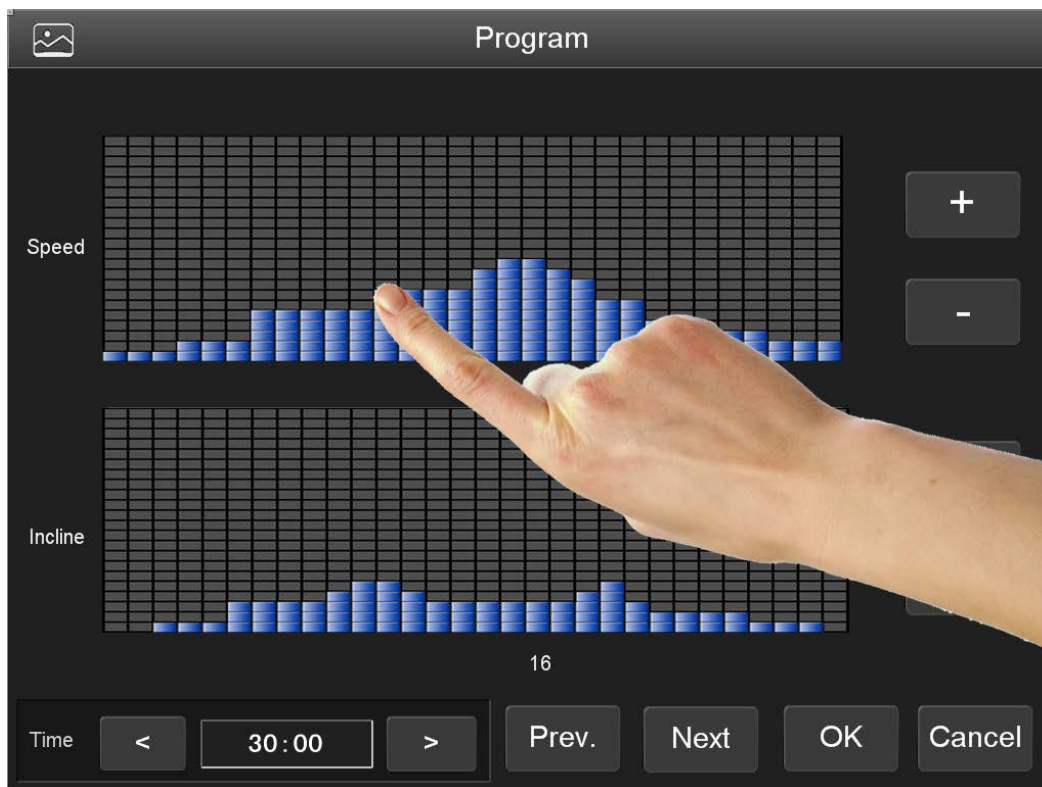 Program
Speed
+
-
Incline
16
Time
<
30:00
>
Prev.
Next
OK
Cancel